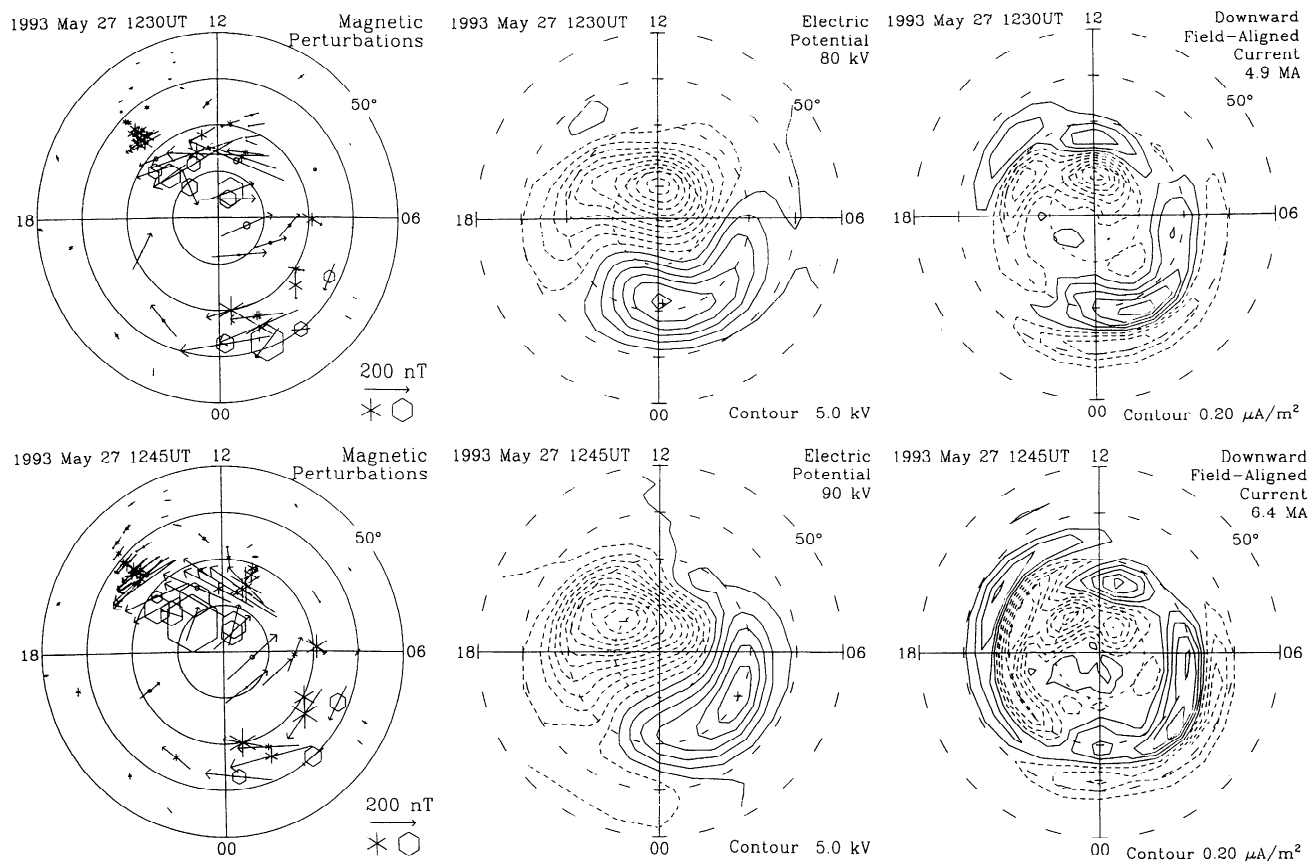 1993 May 27 1230UT
12
Magnetic
Perturbations
50°
18
06
200 nT
00
1993 May 27 1230UT
12
Electric
Potential
80 kV
50°
18
06
00
Contour 5.0 kV
1993 May 27 1230UT
12
Downward
Field-Aligned
Current
4.9 MA
50°
18
06
00
Contour 0.20 μA/m²
1993 May 27 1245UT
12
Magnetic
Perturbations
50°
18
06
200 nT
00
1993 May 27 1245UT
12
Electric
Potential
90 kV
50°
18
06
00
Contour 5.0 kV
1993 May 27 1245UT
12
Downward
Field-Aligned
Current
6.4 MA
50°
18
06
00
Contour 0.20 μA/m²